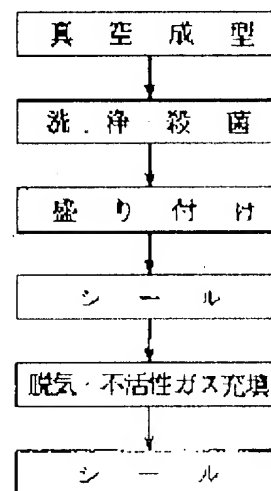 真空成型
洗浄殺菌
盛り付け
シール
脱気・不活性ガス充填
シール